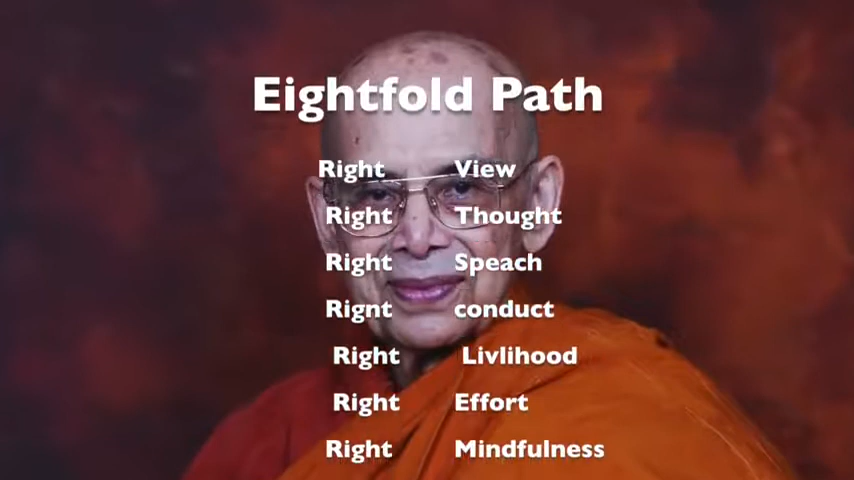 Eightfold Path
Right View
Right Thought
Right Speach
Rignt conduct
Right Livlihood
Right Effort
Right Mindfulness